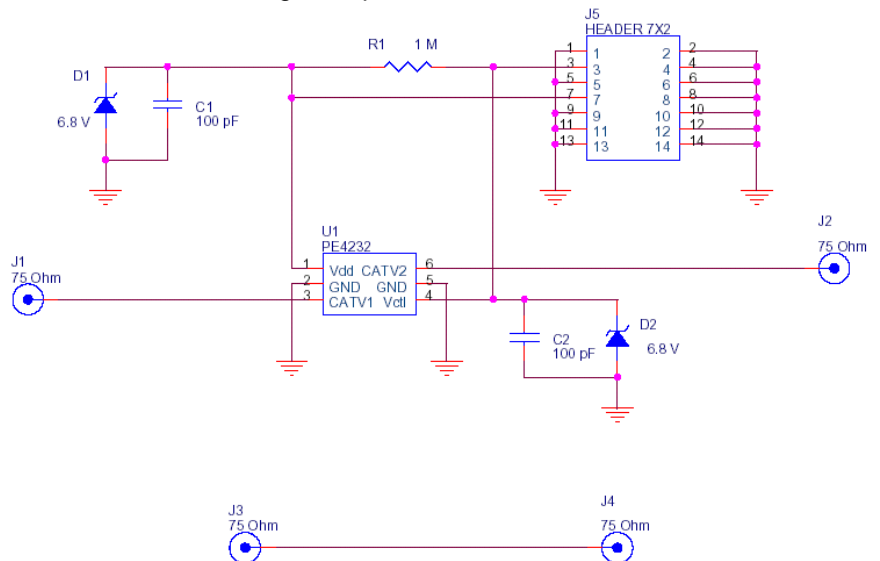 J5
HEADER 7X2
R1 1 M
1 1 2 2
3 3 4 4
5 5 6 6
7 7 8 8
9 9 10 10
11 11 12 12
13 13 14 14
D1
6.8 V
C1
100 pF
U1
PE4232
1 Vdd CATV2 6
2 GND GND 5
3 CATV1 Vctl 4
J2
75 Ohm
J1
75 Ohm
C2
100 pF
D2
6.8 V
J3
75 Ohm
J4
75 Ohm